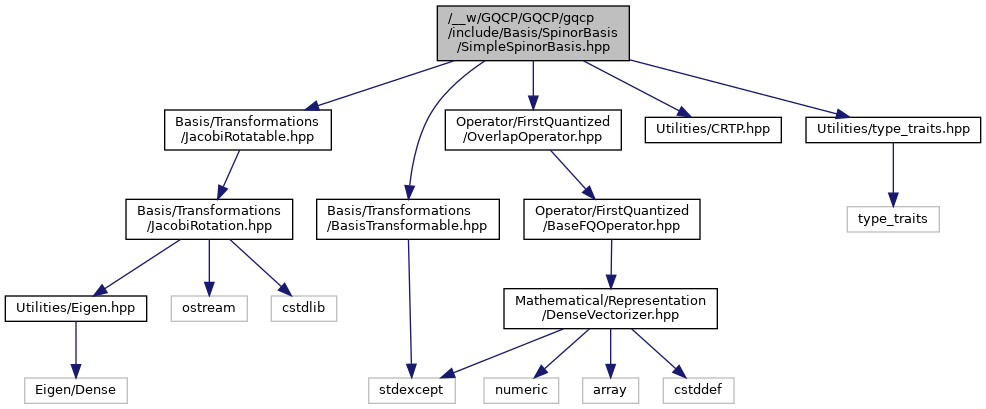 /__w/GQCP/GQCP/gqcp
/include/Basis/SpinorBasis
/SimpleSpinorBasis.hpp
Basis/Transformations
/JacobiRotatable.hpp
Operator/FirstQuantized
/OverlapOperator.hpp
Utilities/CRTP.hpp
Utilities/type_traits.hpp
Basis/Transformations
/JacobiRotation.hpp
Basis/Transformations
/BasisTransformable.hpp
Operator/FirstQuantized
/BaseFQOperator.hpp
type_traits
Utilities/Eigen.hpp
ostream
cstdlib
Mathematical/Representation
/DenseVectorizer.hpp
Eigen/Dense
stdexcept
numeric
array
cstddef